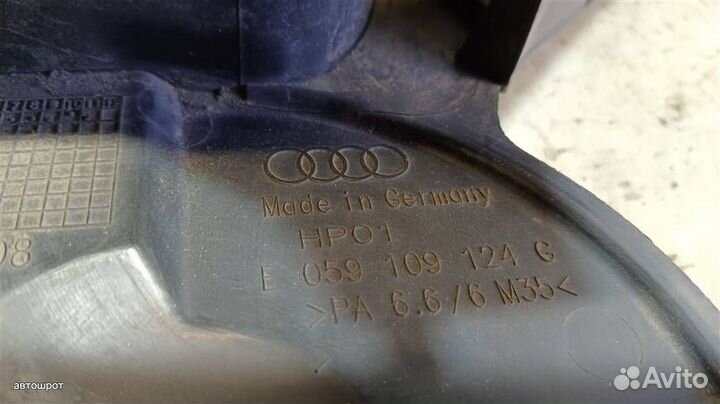 Made in Germany
HP01
E 059 109 124 G
>PA 6.6/6 M35<
08
автошрот
Avito